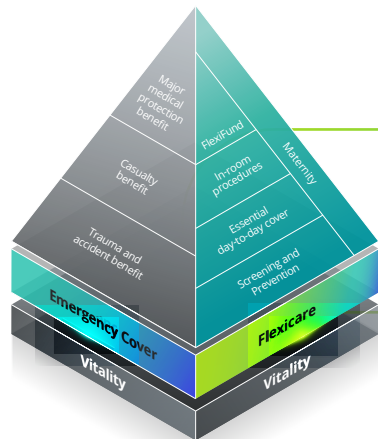 Major
medical
protection
benefit
Casualty
benefit
Trauma and
accident benefit
FlexiFund
In-room
procedures
Essential
day-to-day cover
Screening and
Prevention
Maternity
Emergency Cover
Flexicare
Vitality
Vitality